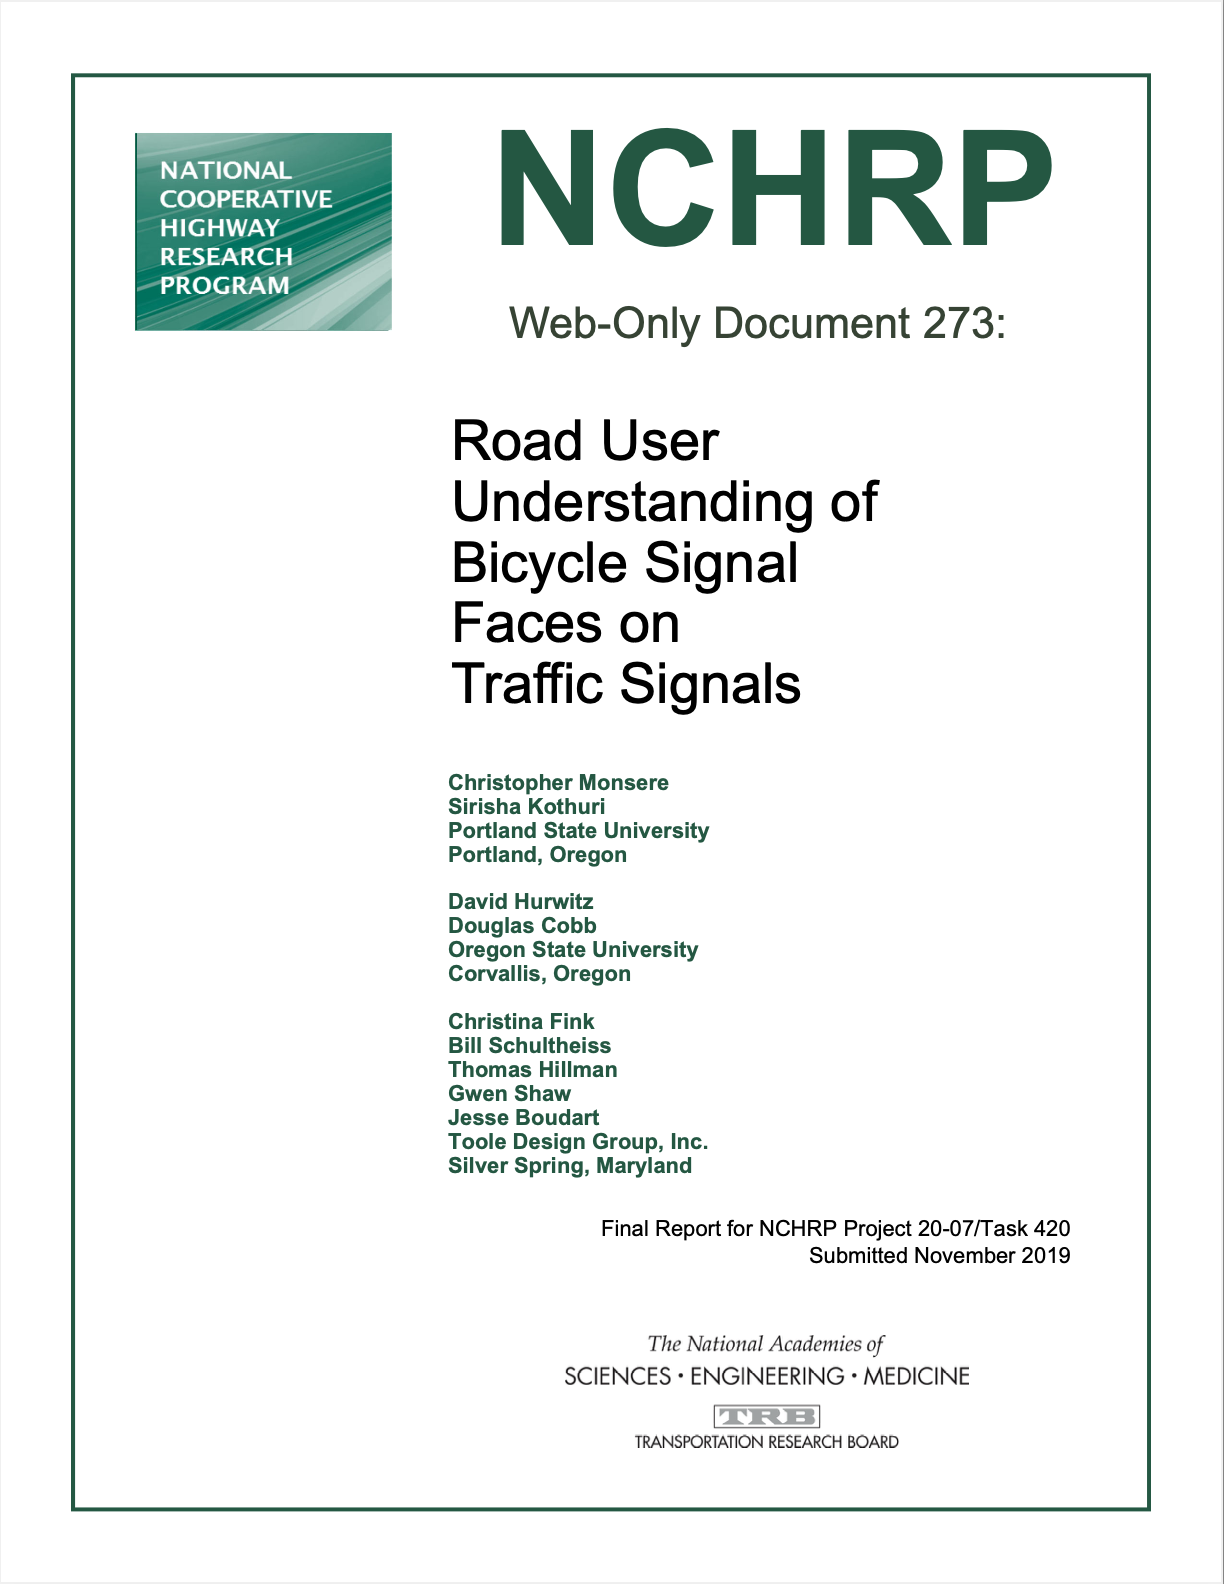 NATIONAL
COOPERATIVE
HIGHWAY
RESEARCH
PROGRAM
NCHRP
Web-Only Document 273:
Road User
Understanding of
Bicycle Signal
Faces on
Traffic Signals
Christopher Monsere
Sirisha Kothuri
Portland State University
Portland, Oregon
David Hurwitz
Douglas Cobb
Oregon State University
Corvallis, Oregon
Christina Fink
Bill Schultheiss
Thomas Hillman
Gwen Shaw
Jesse Boudart
Toole Design Group, Inc.
Silver Spring, Maryland
Final Report for NCHRP Project 20-07/Task 420
Submitted November 2019
The National Academies of
SCIENCES • ENGINEERING • MEDICINE
TRB
TRANSPORTATION RESEARCH BOARD